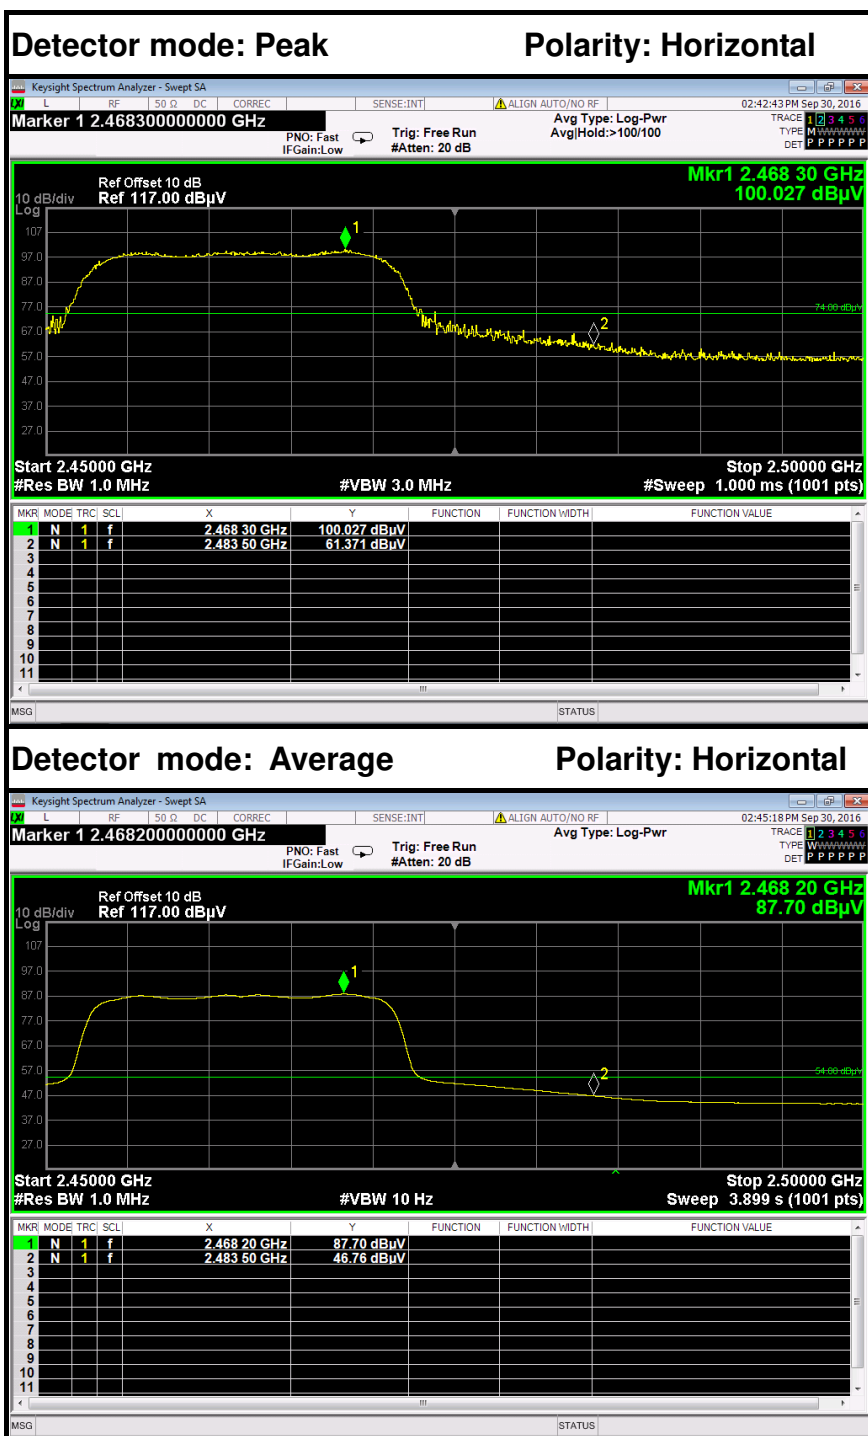 Detector mode: Peak Polarity: Horizontal
Keysight Spectrum Analyzer - Swept SA
LXI L RF 50 Ω DC CORREC SENSE:INT ALIGN AUTO/NO RF 02:42:43 PM Sep 30, 2016
Marker 1 2.468300000000 GHz
PNO: Fast
IFGain:Low
Trig: Free Run
#Atten: 20 dB
Avg Type: Log-Pwr
Avg|Hold:>100/100
TRACE 1 2 3 4 5 6
TYPE M W W W W W
DET P P P P P P
Mkr1 2.468 30 GHz
100.027 dBµV
Ref Offset 10 dB
10 dB/div Ref 117.00 dBµV
Log
107
97.0
87.0
77.0
67.0
57.0
47.0
37.0
27.0
1
74.00 dBµV
2
Start 2.45000 GHz Stop 2.50000 GHz
#Res BW 1.0 MHz #VBW 3.0 MHz #Sweep 1.000 ms (1001 pts)
MKR MODE TRC SCL X Y FUNCTION FUNCTION WIDTH FUNCTION VALUE
1 N 1 f 2.468 30 GHz 100.027 dBµV
2 N 1 f 2.483 50 GHz 61.371 dBµV
3
4
5
6
7
8
9
10
11
MSG STATUS
Detector mode: Average Polarity: Horizontal
Keysight Spectrum Analyzer - Swept SA
LXI L RF 50 Ω DC CORREC SENSE:INT ALIGN AUTO/NO RF 02:45:18 PM Sep 30, 2016
Marker 1 2.468200000000 GHz
PNO: Fast
IFGain:Low
Trig: Free Run
#Atten: 20 dB
Avg Type: Log-Pwr
TRACE 1 2 3 4 5 6
TYPE W W W W W W
DET P P P P P P
Mkr1 2.468 20 GHz
87.70 dBµV
Ref Offset 10 dB
10 dB/div Ref 117.00 dBµV
Log
107
97.0
87.0
77.0
67.0
57.0
47.0
37.0
27.0
1
54.00 dBµV
2
Start 2.45000 GHz Stop 2.50000 GHz
#Res BW 1.0 MHz #VBW 10 Hz Sweep 3.899 s (1001 pts)
MKR MODE TRC SCL X Y FUNCTION FUNCTION WIDTH FUNCTION VALUE
1 N 1 f 2.468 20 GHz 87.70 dBµV
2 N 1 f 2.483 50 GHz 46.76 dBµV
3
4
5
6
7
8
9
10
11
MSG STATUS